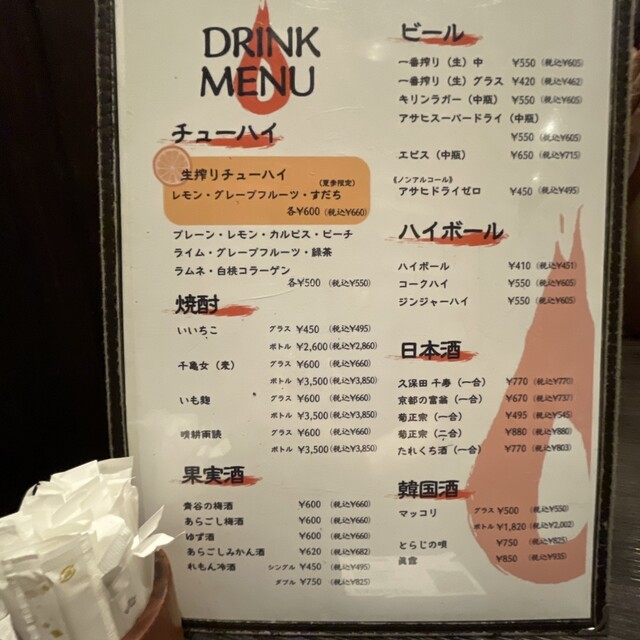 DRINK
MENU
チューハイ
生搾りチューハイ
(夏季限定)
レモン・グレープフルーツ・すだち
各¥600 (税込¥660)
プレーン・レモン・カルピス・ピーチ
ライム・グレープフルーツ・緑茶
ラムネ・白桃コラーゲン
各¥500 (税込¥550)
焼酎
いいちこ グラス ¥450 (税込¥495)
ボトル ¥2,600 (税込¥2,860)
千亀女（麦） グラス ¥600 (税込¥660)
ボトル ¥3,500 (税込¥3,850)
いも麹 グラス ¥600 (税込¥660)
ボトル ¥3,500 (税込¥3,850)
晴耕雨読 グラス ¥600 (税込¥660)
ボトル ¥3,500 (税込¥3,850)
果実酒
貴谷の梅酒 ¥600 (税込¥660)
あらごし梅酒 ¥600 (税込¥660)
ゆず酒 ¥600 (税込¥660)
あらごしみかん酒 ¥620 (税込¥682)
れもん冷酒 シングル ¥450 (税込¥495)
ダブル ¥750 (税込¥825)
ビール
一番搾り（生）中 ¥550 (税込¥605)
一番搾り（生）グラス ¥420 (税込¥462)
キリンラガー（中瓶） ¥550 (税込¥605)
アサヒスーパードライ（中瓶）
¥550 (税込¥605)
エビス（中瓶） ¥650 (税込¥715)
《ノンアルコール》
アサヒドライゼロ ¥450 (税込¥495)
ハイボール
ハイボール ¥410 (税込¥451)
コークハイ ¥550 (税込¥605)
ジンジャーハイ ¥550 (税込¥605)
日本酒
久保田 千寿（一合） ¥770 (税込¥770)
京都の富翁（一合） ¥670 (税込¥737)
菊正宗（一合） ¥495 (税込¥545)
菊正宗（一合） ¥880 (税込¥880)
たれくち酒（一合） ¥770 (税込¥803)
韓国酒
マッコリ グラス ¥500 (税込¥550)
ボトル ¥1,820 (税込¥2,002)
とらじの唄 ¥750 (税込¥825)
眞露 ¥850 (税込¥935)